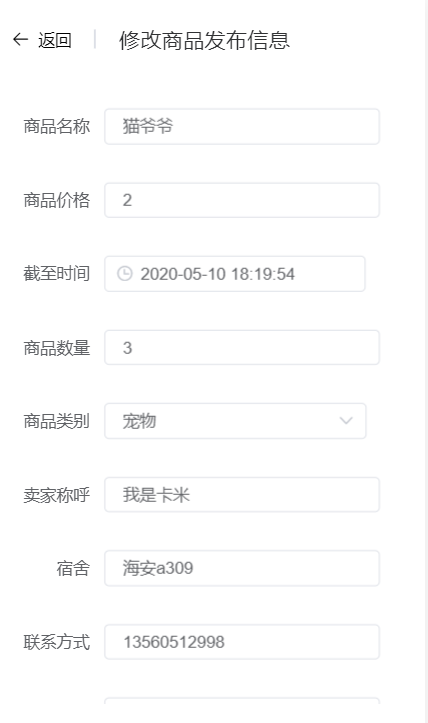 返回 修改商品发布信息
商品名称 猫爷爷
商品价格 2
截至时间 2020-05-10 18:19:54
商品数量 3
商品类别 宠物
卖家称呼 我是卡米
宿舍 海安a309
联系方式 13560512998